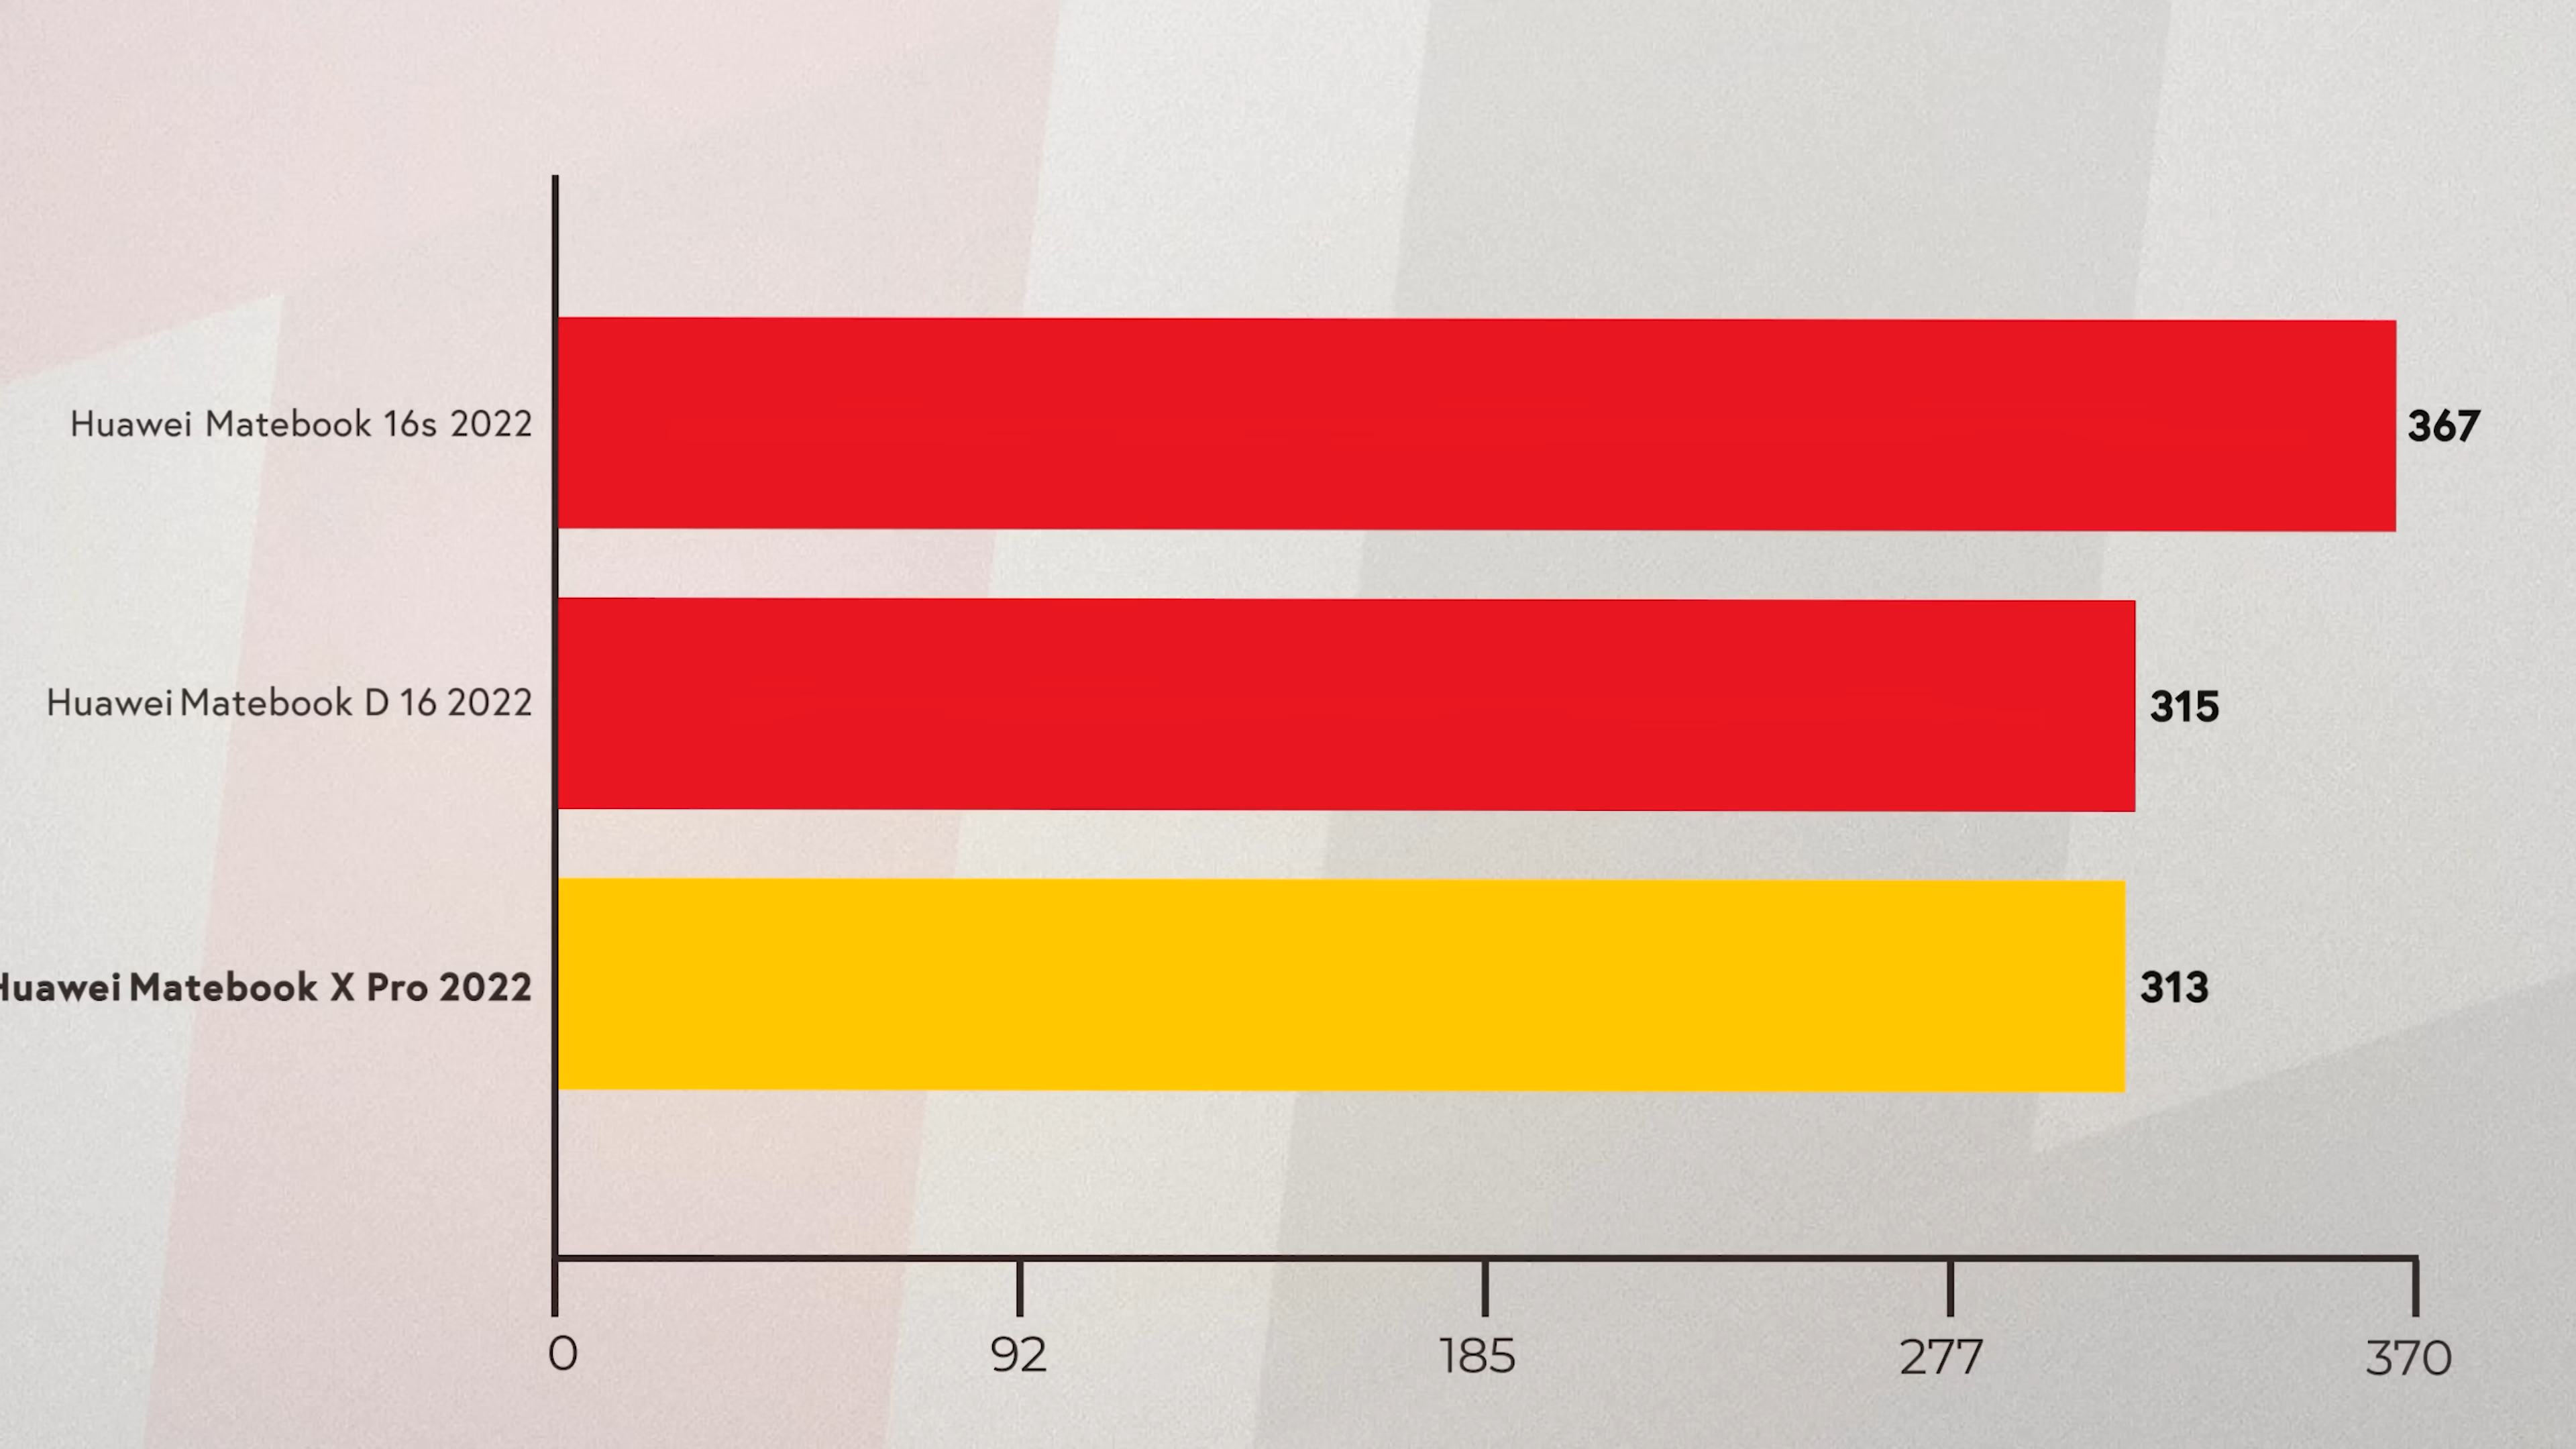 Huawei Matebook 16s 2022
367
Huawei Matebook D 16 2022
315
Huawei Matebook X Pro 2022
313
0 92 185 277 370